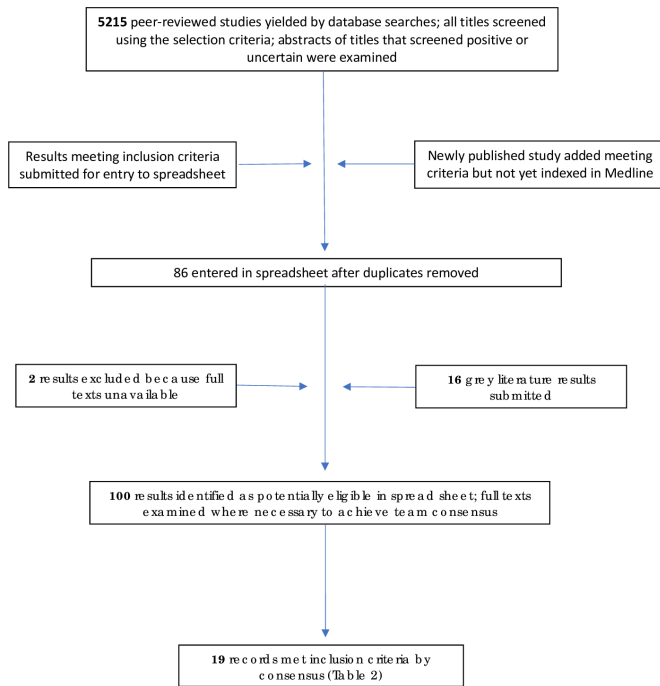 5215 peer-reviewed studies yielded by database searches; all titles screened
using the selection criteria; abstracts of titles that screened positive or
uncertain were examined
Results meeting inclusion criteria
submitted for entry to spreadsheet
Newly published study added meeting
criteria but not yet indexed in Medline
86 entered in spreadsheet after duplicates removed
2 results excluded because full
texts unavailable
16 grey literature results
submitted
100 results identified as potentially eligible in spread sheet; full texts
examined where necessary to achieve team consensus
19 records met inclusion criteria by
consensus (Table 2)